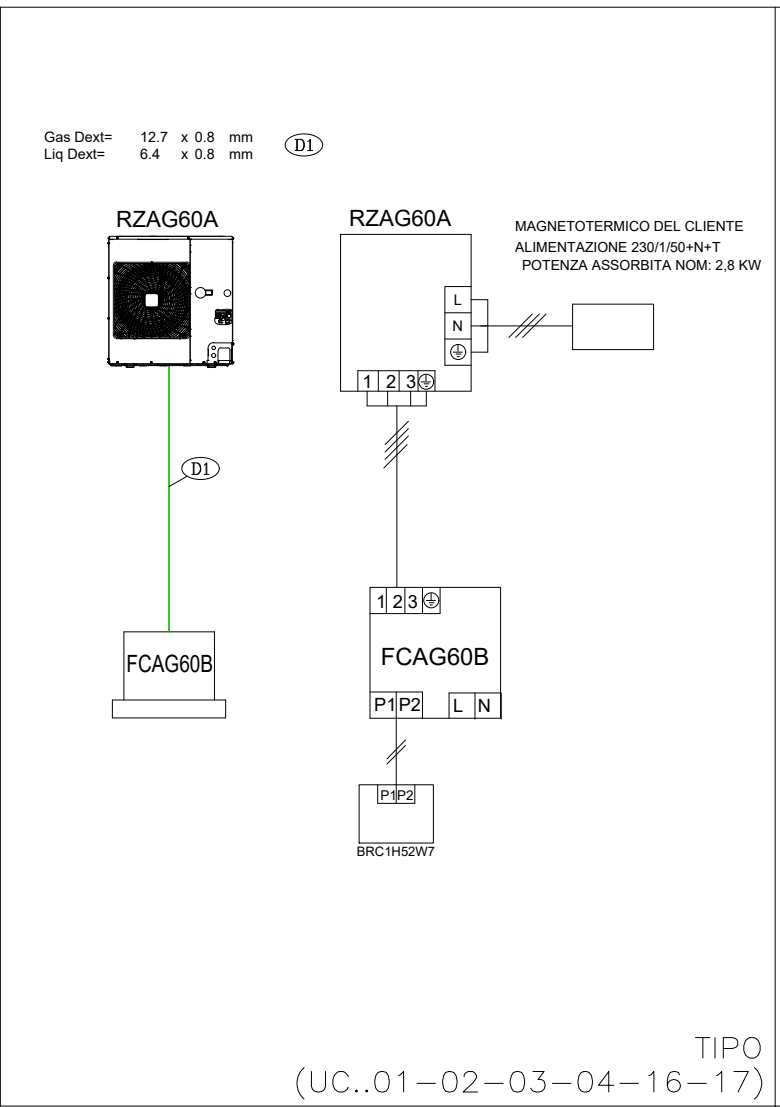 Gas Dext= 12.7 x 0.8 mm
Liq Dext= 6.4 x 0.8 mm
D1
RZAG60A
RZAG60A
MAGNETOTERMICO DEL CLIENTE
ALIMENTAZIONE 230/1/50+N+T
POTENZA ASSORBITA NOM: 2,8 KW
L
N
1 2 3
D1
1 2 3
FCAG60B
FCAG60B
P1 P2 L N
P1 P2
BRC1H52W7
TIPO
(UC..01-02-03-04-16-17)